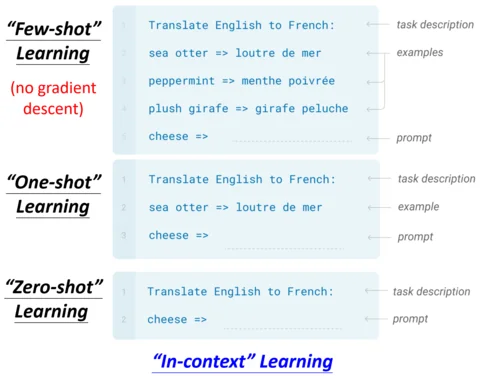 “Few-shot”
Learning
(no gradient
descent)
1 Translate English to French: task description
2 sea otter => loutre de mer examples
3 peppermint => menthe poivrée
4 plush girafe => girafe peluche
5 cheese => prompt
“One-shot”
Learning
1 Translate English to French: task description
2 sea otter => loutre de mer example
3 cheese => prompt
“Zero-shot”
Learning
1 Translate English to French: task description
2 cheese => prompt
“In-context” Learning